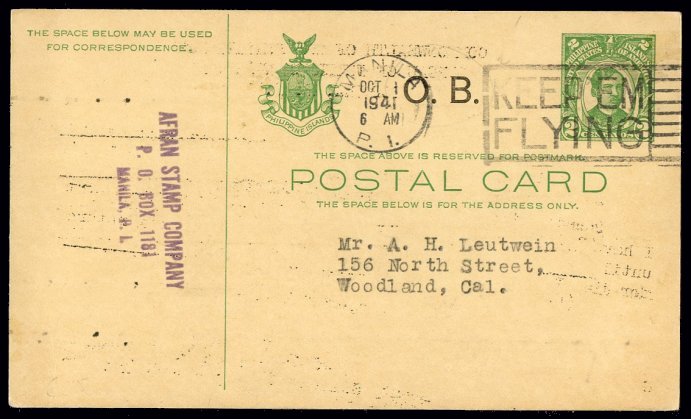 THE SPACE BELOW MAY BE USED
FOR CORRESPONDENCE.
PHILIPPINE ISLANDS
MANILA
OCT 1
1941
6 AM
P. I.
O. B.
KEEP 'EM
FLYING
2
2
PHILIPPINE ISLANDS
THE SPACE ABOVE IS RESERVED FOR POSTMARK.
POSTAL CARD
THE SPACE BELOW IS FOR THE ADDRESS ONLY.
Mr. A. H. Leutwein
156 North Street,
Woodland, Cal.
AFRAN STAMP COMPANY
P. O. BOX 1181
MANILA, P. I.